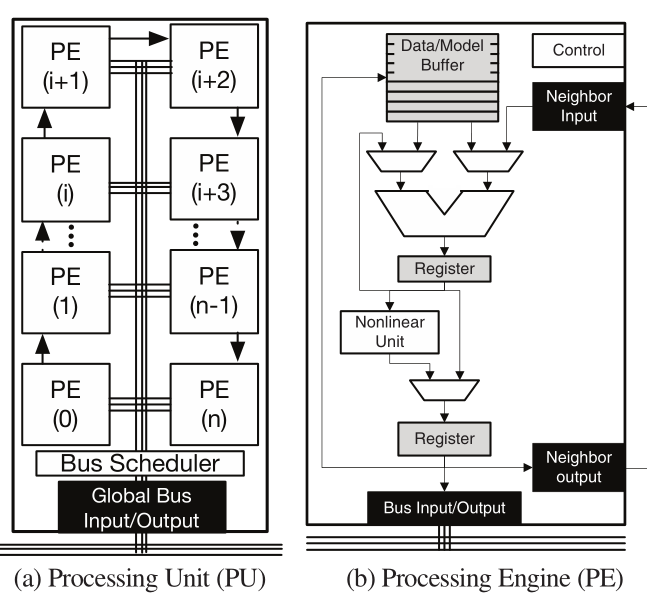 PE
(i+1)
PE
(i+2)
PE
(i)
PE
(i+3)
PE
(1)
PE
(n-1)
PE
(0)
PE
(n)
Bus Scheduler
Global Bus
Input/Output
(a) Processing Unit (PU)
Data/Model
Buffer
Control
Neighbor
Input
Register
Nonlinear
Unit
Register
Neighbor
output
Bus Input/Output
(b) Processing Engine (PE)